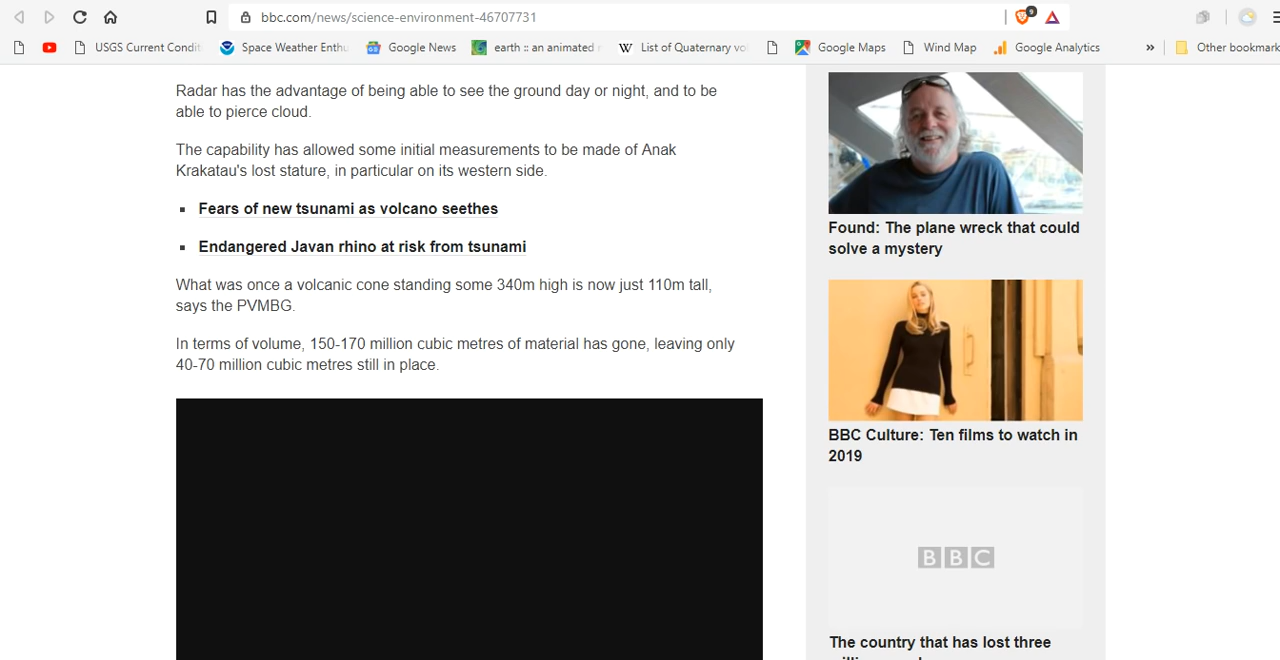 bbc.com/news/science-environment-46707731
9
USGS Current Condit
Space Weather Enthu
Google News
earth :: an animated
List of Quaternary vo
Google Maps
Wind Map
Google Analytics
»
Other bookmark
Radar has the advantage of being able to see the ground day or night, and to be
able to pierce cloud.
The capability has allowed some initial measurements to be made of Anak
Krakatau's lost stature, in particular on its western side.
Fears of new tsunami as volcano seethes
Endangered Javan rhino at risk from tsunami
What was once a volcanic cone standing some 340m high is now just 110m tall,
says the PVMBG.
In terms of volume, 150-170 million cubic metres of material has gone, leaving only
40-70 million cubic metres still in place.
Found: The plane wreck that could
solve a mystery
BBC Culture: Ten films to watch in
2019
BBC
The country that has lost three